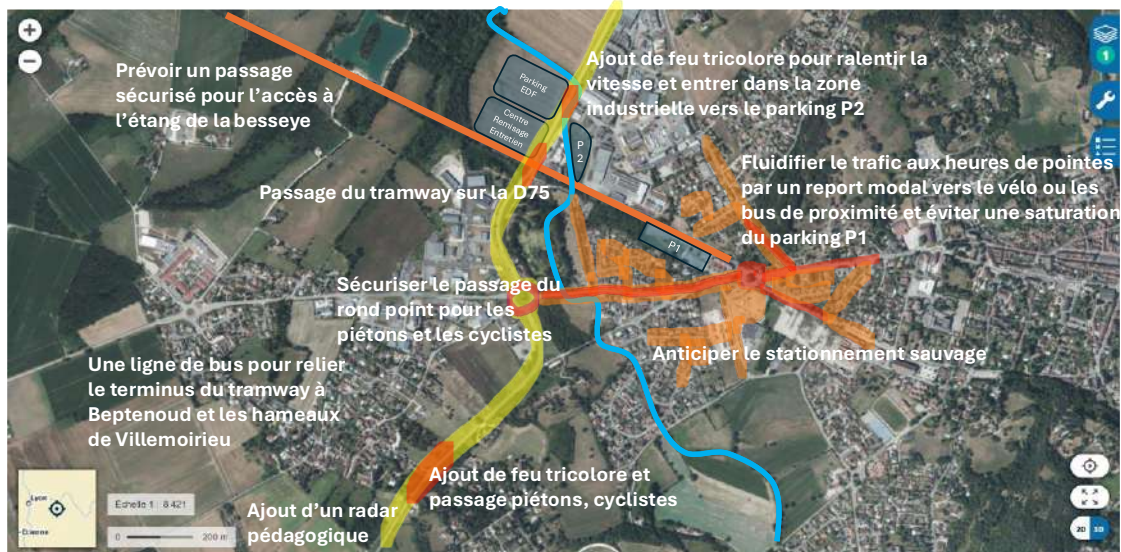 Prévoir un passage
sécurisé pour l'accès à
l'étang de la besseye
Parking
EDF
Centre
Remisage
Entretien
P
2
Ajout de feu tricolore pour ralentir la
vitesse et entrer dans la zone
industrielle vers le parking P2
1
Passage du tramway sur la D75
Fluidifier le trafic aux heures de pointes
par un report modal vers le vélo ou les
bus de proximité et éviter une saturation
du parking P1
P1
Sécuriser le passage du
rond point pour les
piétons et les cyclistes
Anticiper le stationnement sauvage
Une ligne de bus pour relier
le terminus du tramway à
Beptenoud et les hameaux
de Villemoirieu
Ajout de feu tricolore et
passage piétons, cyclistes
Ajout d'un radar
pédagogique
Lyon
Échelle 1 : 8 421
0
200 m
2D
3D